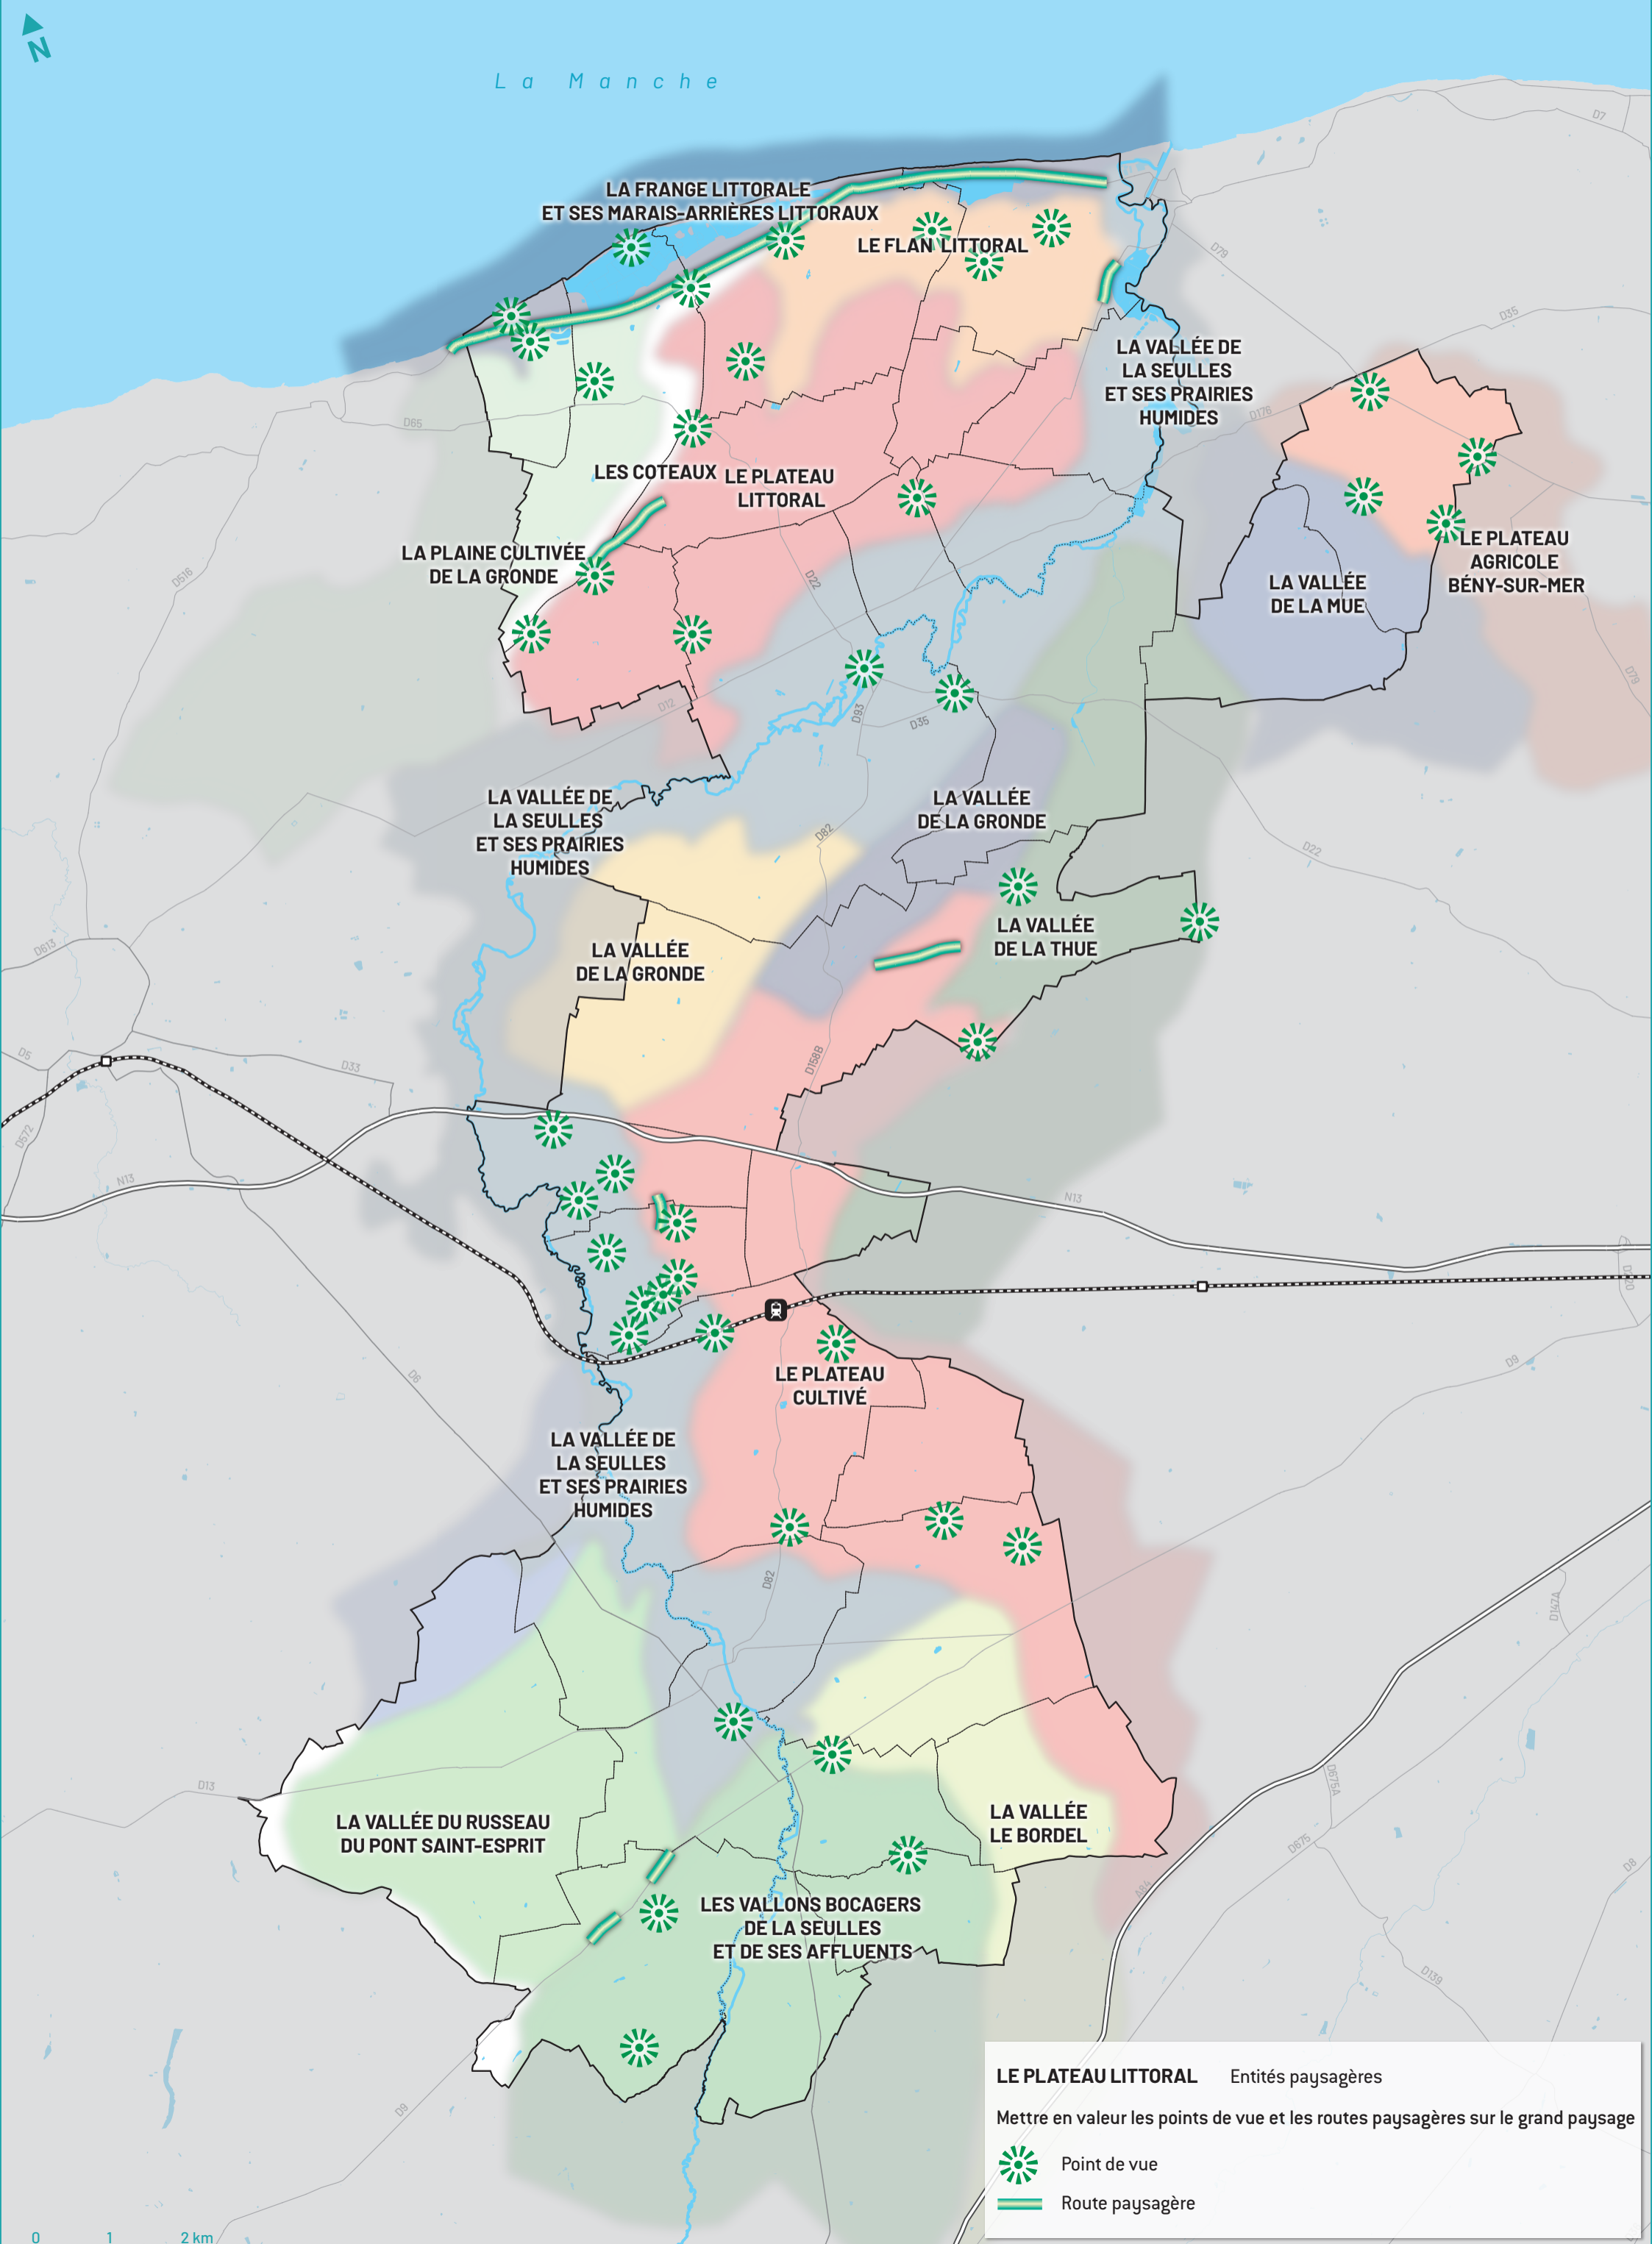 N
La Manche
D7
LA FRANGE LITTORALE
ET SES MARAIS-ARRIÈRES LITTORAUX
LE FLAN LITTORAL
D79
D35
LA VALLÉE DE
LA SEULLES
ET SES PRAIRIES
HUMIDES
D176
D65
LES COTEAUX
LE PLATEAU
LITTORAL
LA PLAINE CULTIVÉE
DE LA GRONDE
D516
D22
LE PLATEAU
AGRICOLE
BÉNY-SUR-MER
LA VALLÉE
DE LA MUE
D79
D12
D93
D35
LA VALLÉE DE
LA SEULLES
ET SES PRAIRIES
HUMIDES
LA VALLÉE
DE LA GRONDE
D82
D22
LA VALLÉE
DE LA THUE
D613
LA VALLÉE
DE LA GRONDE
D5
D33
D158B
D572
N13
N13
D220
D6
D9
LE PLATEAU
CULTIVÉ
LA VALLÉE DE
LA SEULLES
ET SES PRAIRIES
HUMIDES
D82
D147A
D13
D675A
LA VALLÉE DU RUSSEAU
DU PONT SAINT-ESPRIT
LA VALLÉE
LE BORDEL
D675
D8
A84
LES VALLONS BOCAGERS
DE LA SEULLES
ET DE SES AFFLUENTS
D139
D9
LE PLATEAU LITTORAL Entités paysagères
Mettre en valeur les points de vue et les routes paysagères sur le grand paysage
Point de vue
Route paysagère
0 1 2 km